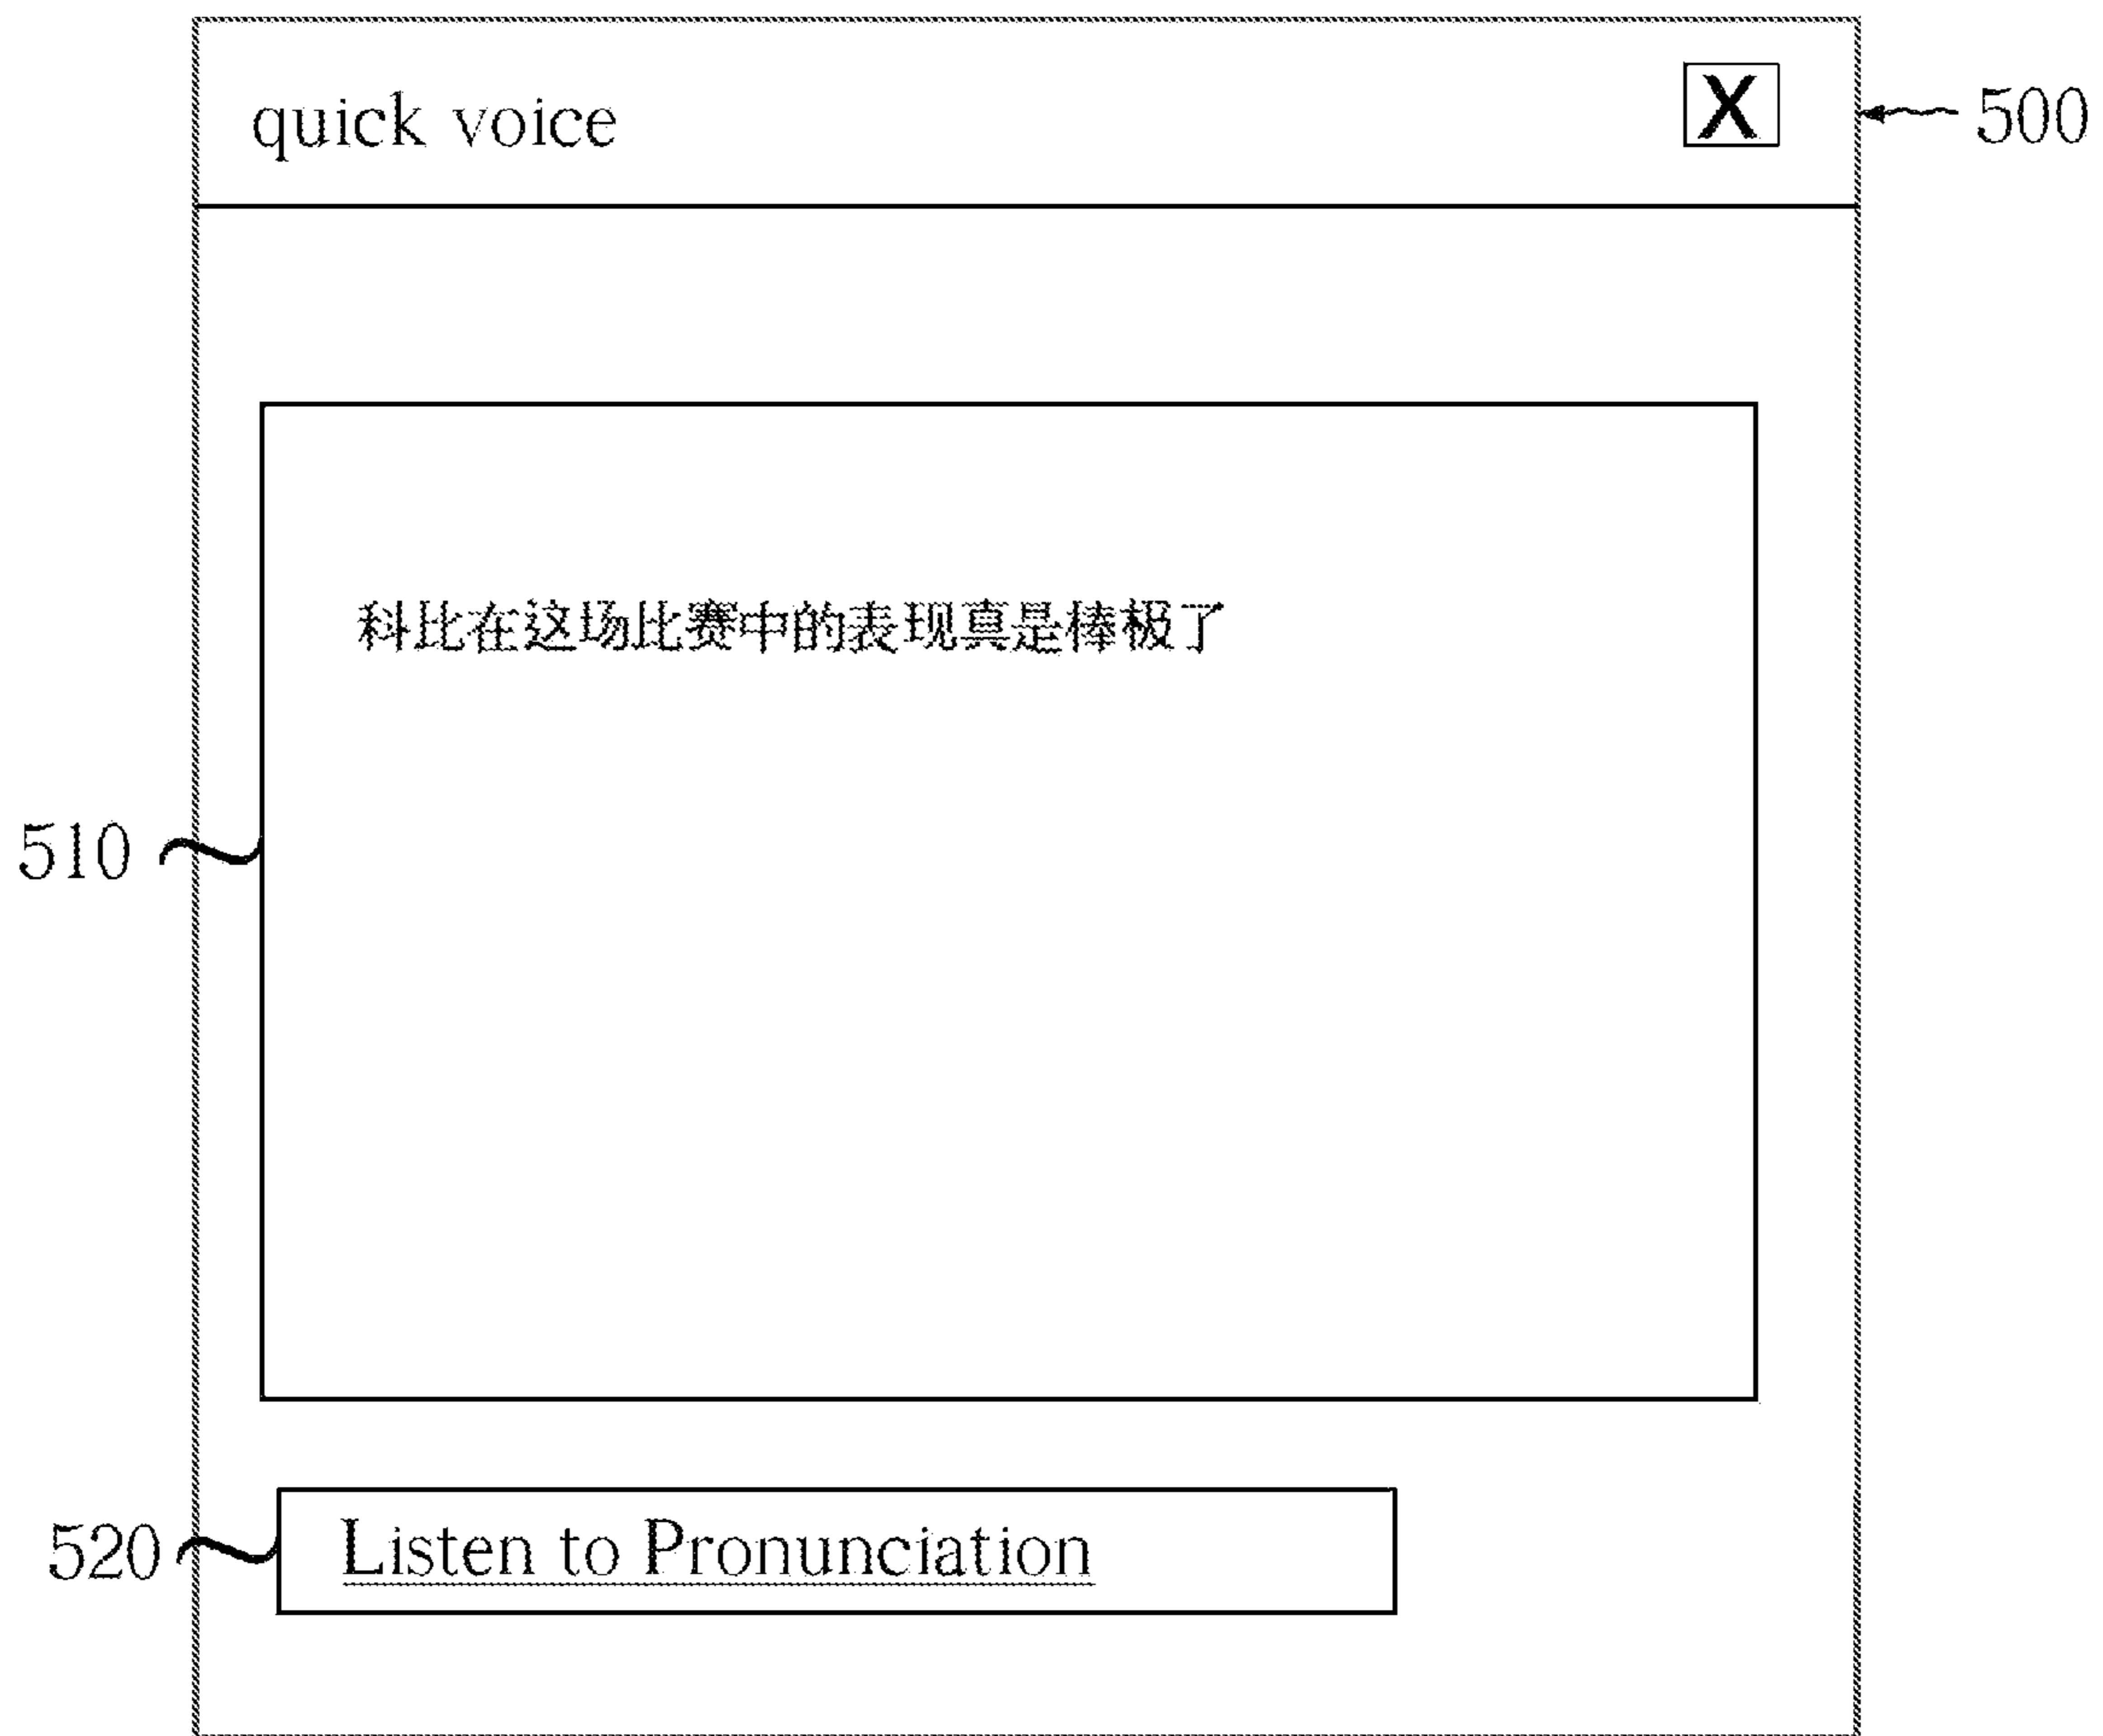 quick voice
X
500
科比在这场比赛中的表现真是棒极了
510
520
Listen to Pronunciation